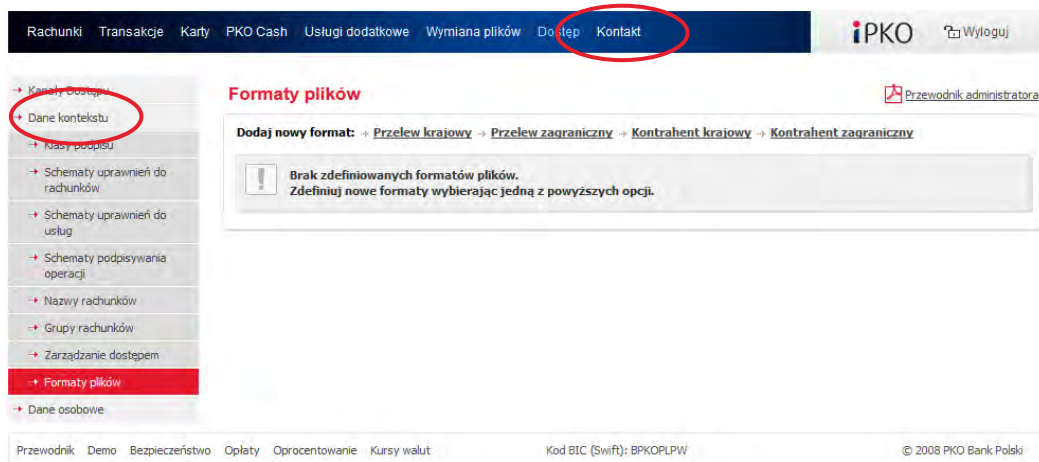 Rachunki Transakcje Karty PKO Cash Usługi dodatkowe Wymiana plików Dostęp Kontakt iPKO Wyloguj
Kanały Dostępu
Dane kontekstu
Klasy podpisu
Schematy uprawnień do
rachunków
Schematy uprawnień do
usług
Schematy podpisywania
operacji
Nazwy rachunków
Grupy rachunków
Zarządzanie dostępem
Formaty plików
Dane osobowe
Formaty plików
Przewodnik administratora
Dodaj nowy format: Przelew krajowy Przelew zagraniczny Kontrahent krajowy Kontrahent zagraniczny
Brak zdefiniowanych formatów plików.
Zdefiniuj nowe formaty wybierając jedną z powyższych opcji.
Przewodnik Demo Bezpieczeństwo Opłaty Oprocentowanie Kursy walut Kod BIC (Swift): BPKOPLPW © 2008 PKO Bank Polski